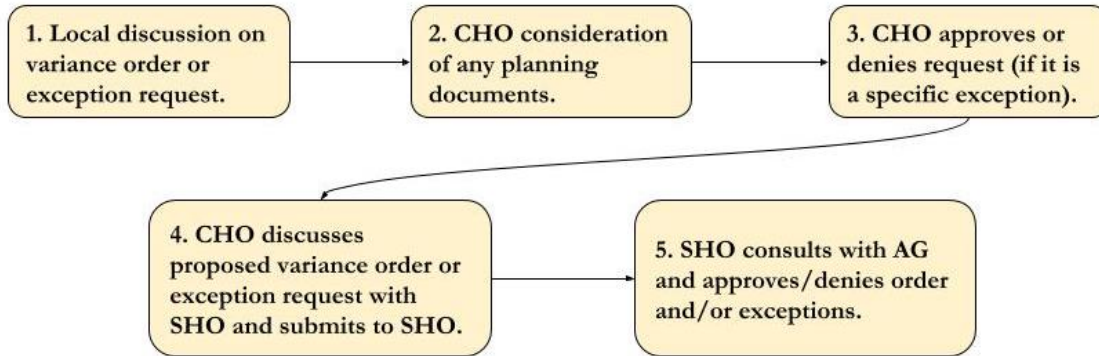 1. Local discussion on
variance order or
exception request.
2. CHO consideration
of any planning
documents.
3. CHO approves or
denies request (if it is
a specific exception).
4. CHO discusses
proposed variance order or
exception request with
SHO and submits to SHO.
5. SHO consults with AG
and approves/denies order
and/or exceptions.